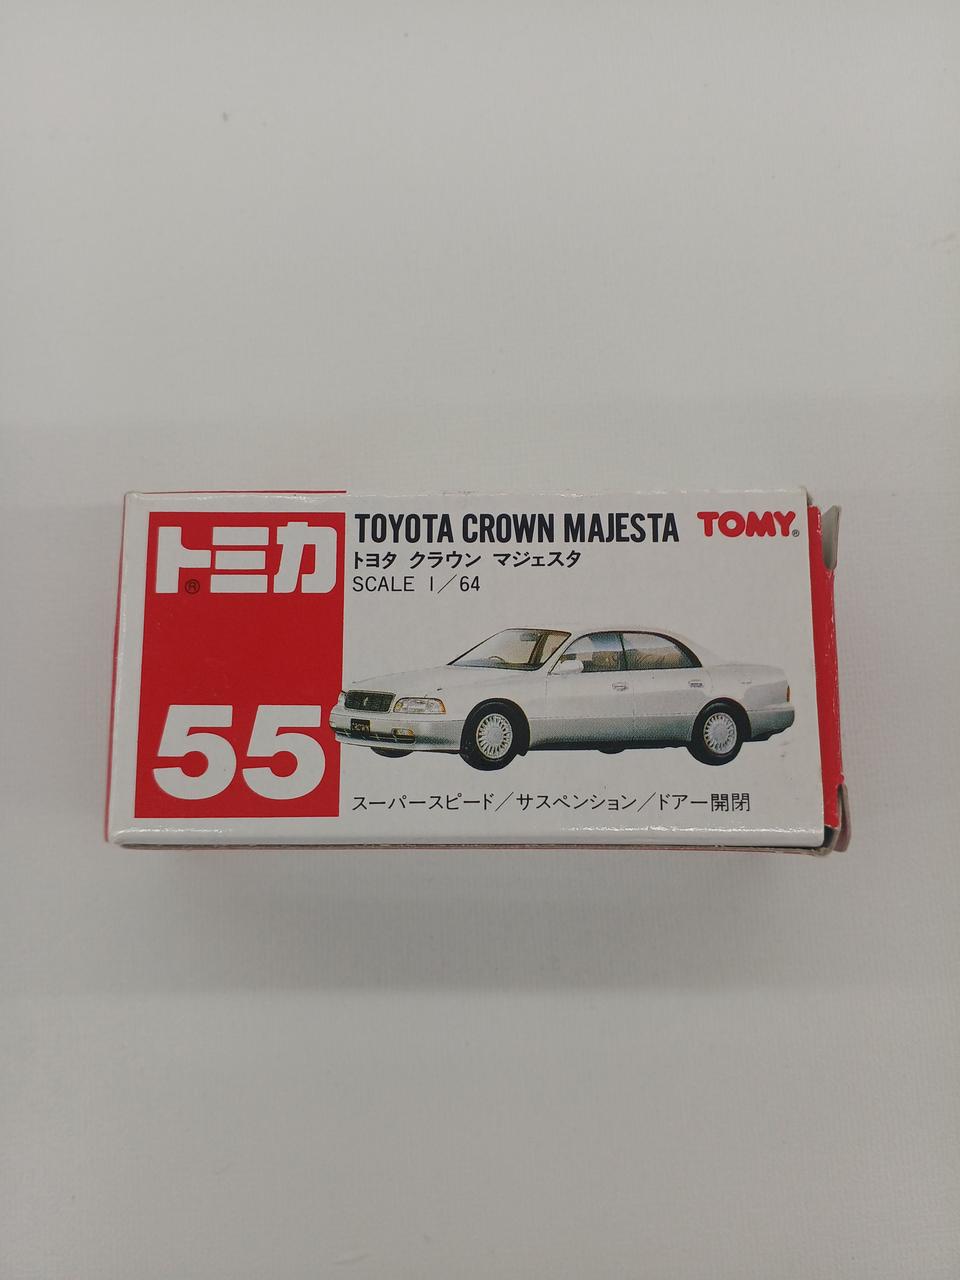 トミカ®
55
TOYOTA CROWN MAJESTA
TOMY®
トヨタ クラウン マジェスタ
SCALE 1/64
スーパースピード/サスペンション/ドアー開閉